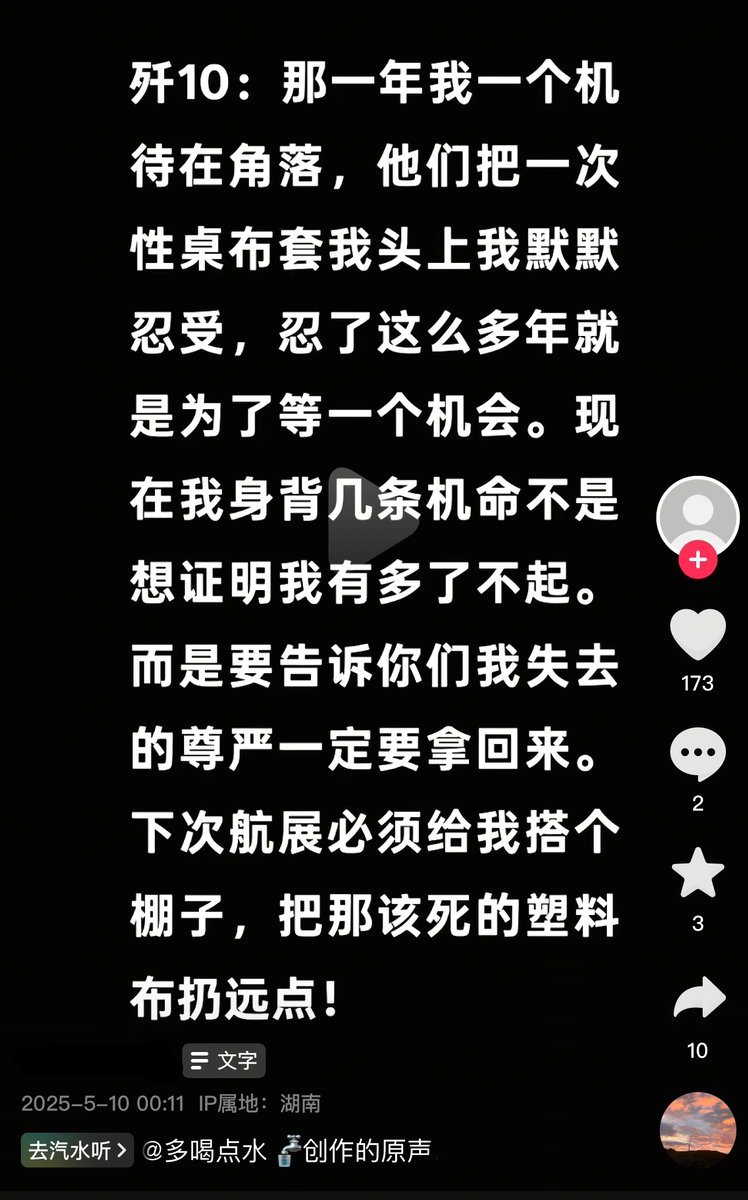 歼10：那一年我一个机
待在角落，他们把一次
性桌布套我头上我默默
忍受，忍了这么多年就
是为了等一个机会。现
在我身背几条机命不是
想证明我有多了不起。
而是要告诉你们我失去
的尊严一定要拿回来。
下次航展必须给我搭个
棚子，把那该死的塑料
布扔远点！
173
2
3
10
文字
2025-5-10 00:11 IP属地：湖南
去汽水听 @多喝点水 🚰创作的原声